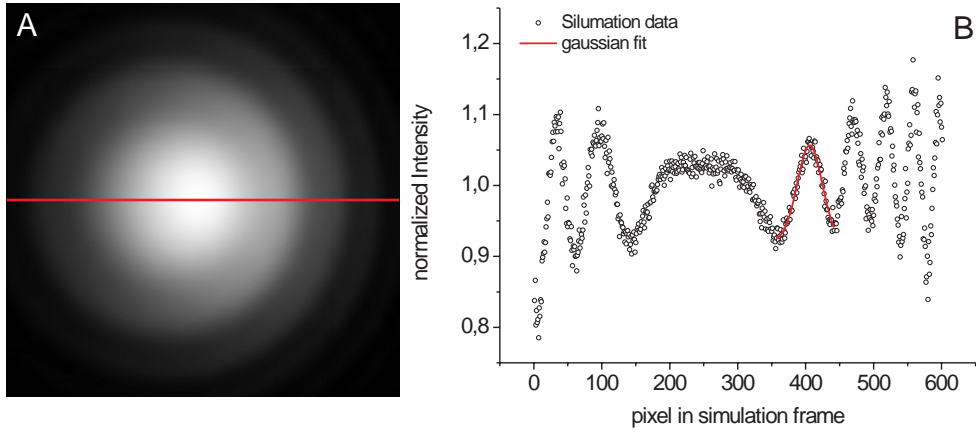 A
B
Silumation data
gaussian fit
normalized Intensity
1,2
1,1
1,0
0,9
0,8
0 100 200 300 400 500 600
pixel in simulation frame